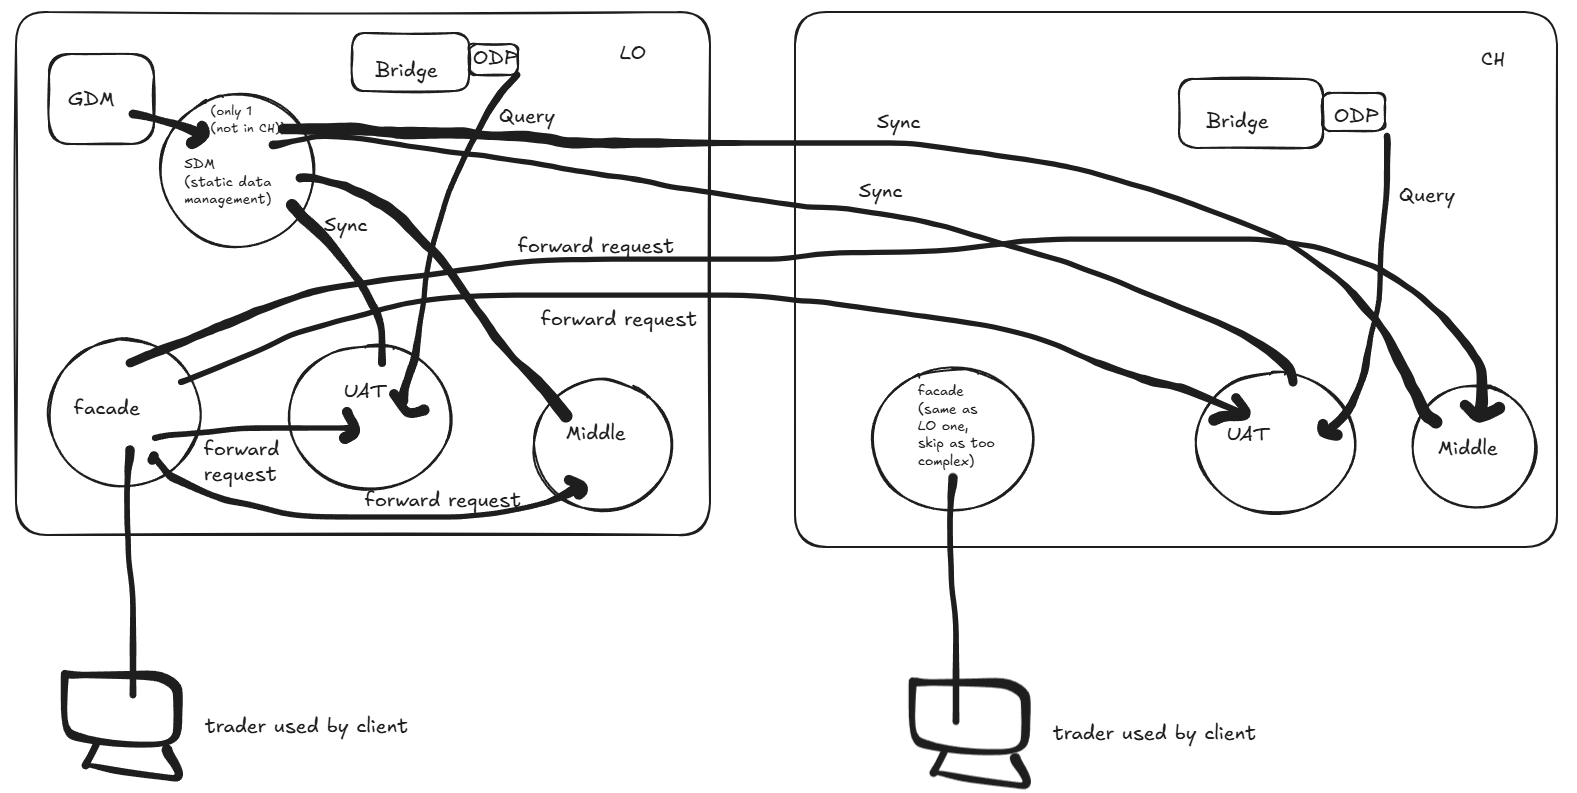 LO
Bridge
ODP
GDM
(only 1
(not in CH)
SDM
(static data
management)
Query
Sync
Sync
Sync
forward request
forward request
facade
UAT
Middle
forward
request
forward request
trader used by client
CH
Bridge
ODP
Query
facade
(same as
LO one,
skip as too
complex)
UAT
Middle
trader used by client